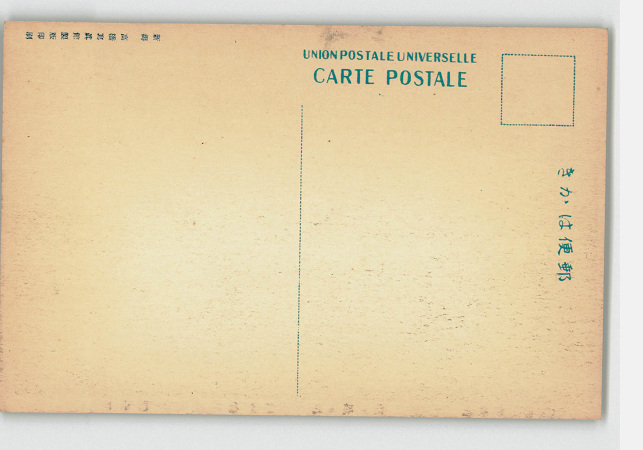 UNION POSTALE UNIVERSELLE
CARTE POSTALE
きかは便郵